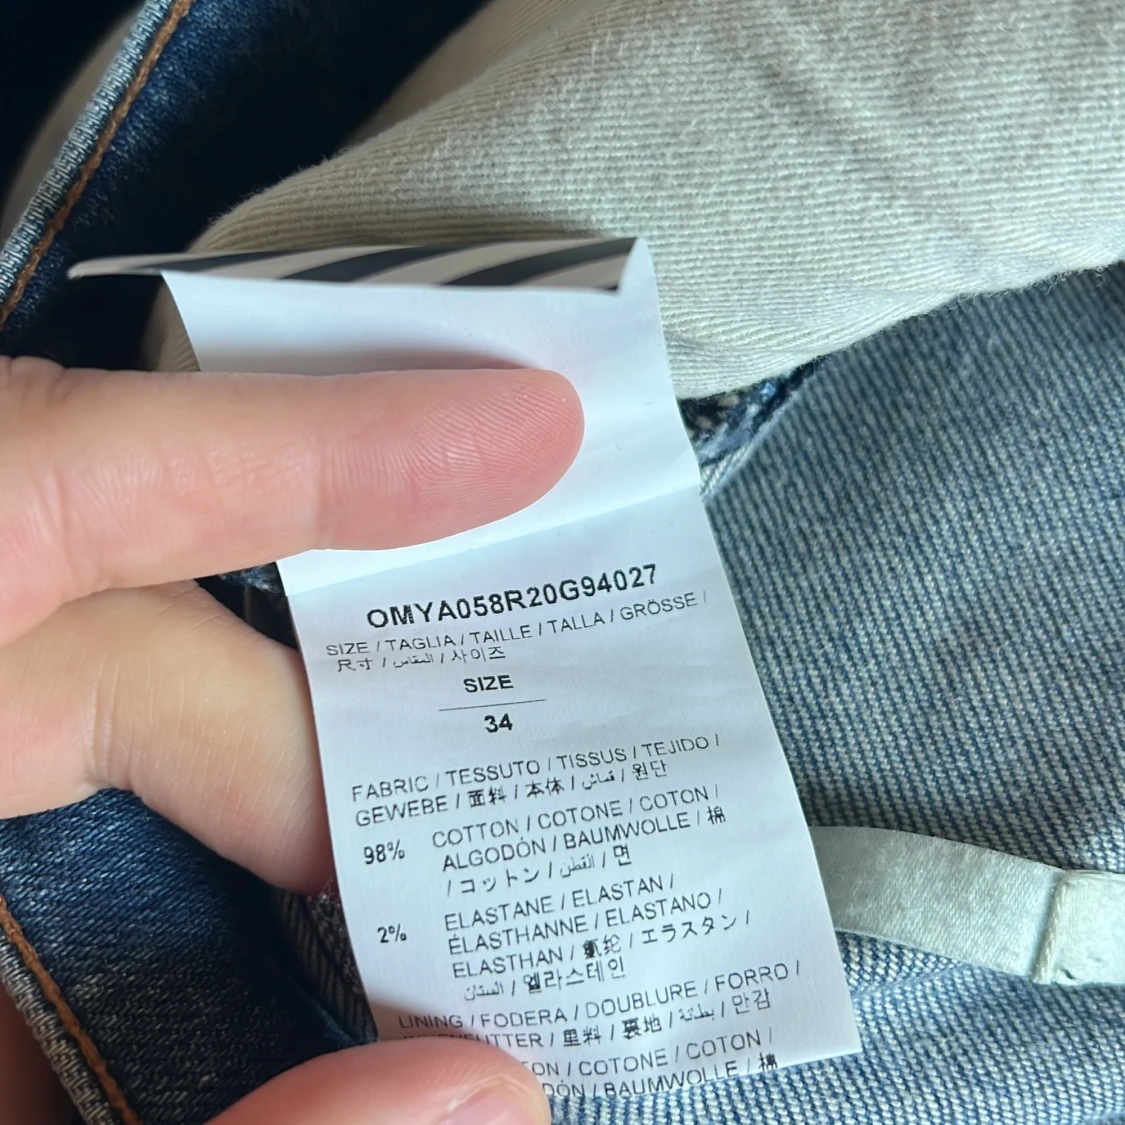 OMYA058R20G94027
SIZE / TAGLIA / TAILLE / TALLA / GRÖSSE /
尺寸 / المقاس / 사이즈
SIZE
34
FABRIC / TESSUTO / TISSUS / TEJIDO /
GEWEBE / 面料 / 本体 / قماش / 원단
98% COTTON / COTONE / COTON /
ALGODÓN / BAUMWOLLE / 棉
/ コットン / القطن / 면
2% ELASTANE / ELASTAN /
ÉLASTHANNE / ELASTANO /
ELASTHAN / 氨纶 / エラスタン /
/ 엘라스테인
LINING / FODERA / DOUBLURE / FORRO /
/ 里料 / 裏地 / بطانة / 안감
COTONE / COTON /
BAUMWOLLE / 棉